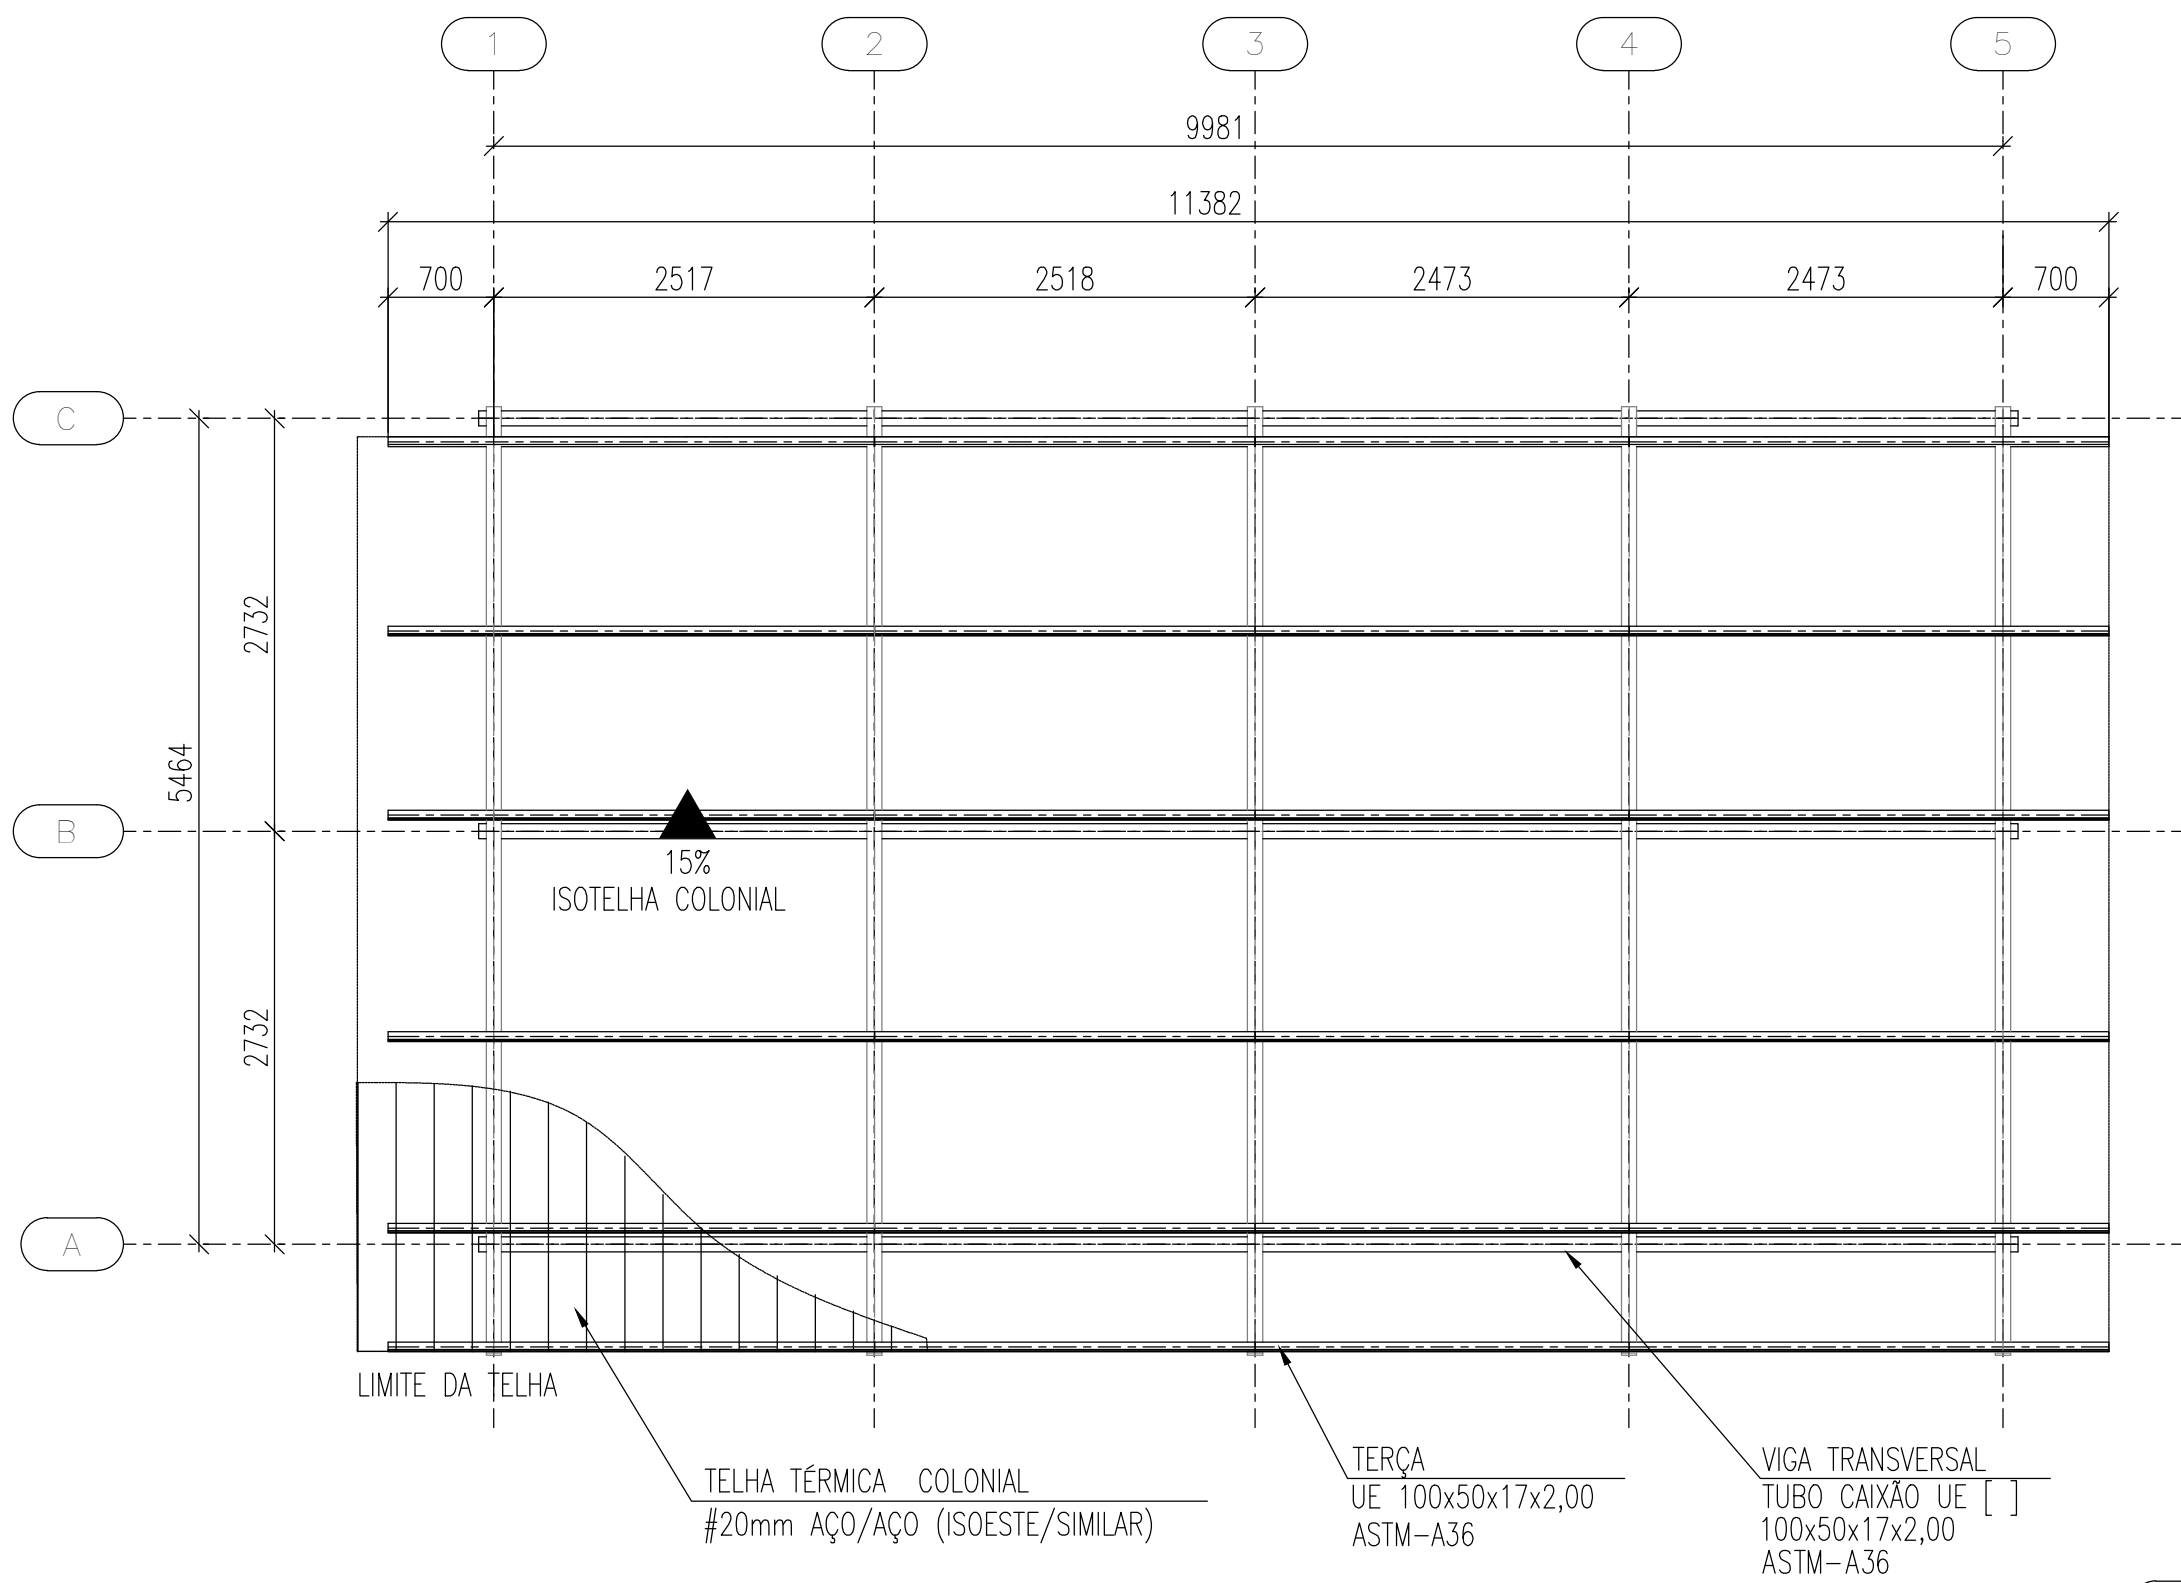 1 2 3 4 5
9981
11382
700 2517 2518 2473 2473 700
C
2732
5464
B
15%
ISOTELHA COLONIAL
2732
A
LIMITE DA TELHA
TELHA TÉRMICA COLONIAL
#20mm AÇO/AÇO (ISOESTE/SIMILAR)
TERÇA
UE 100x50x17x2,00
ASTM-A36
VIGA TRANSVERSAL
TUBO CAIXÃO UE [ ]
100x50x17x2,00
ASTM-A36